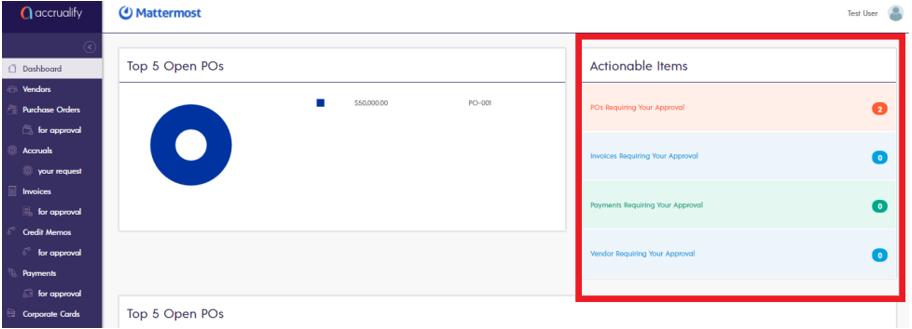 accrualify
Mattermost
Test User
Dashboard
Vendors
Purchase Orders
for approval
Accruals
your request
Invoices
for approval
Credit Memos
for approval
Payments
for approval
Corporate Cards
Top 5 Open POs
$50,000.00 PO-001
Actionable Items
POs Requiring Your Approval 2
Invoices Requiring Your Approval 0
Payments Requiring Your Approval 0
Vendor Requiring Your Approval 0
Top 5 Open POs